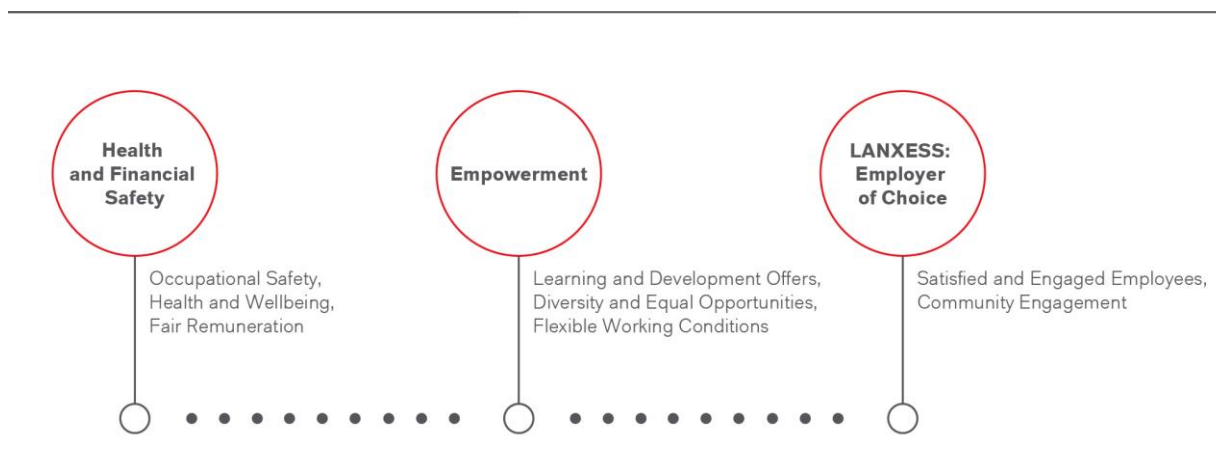 Health
and Financial
Safety
Empowerment
LANXESS:
Employer
of Choice
Occupational Safety,
Health and Wellbeing,
Fair Remuneration
Learning and Development Offers,
Diversity and Equal Opportunities,
Flexible Working Conditions
Satisfied and Engaged Employees,
Community Engagement